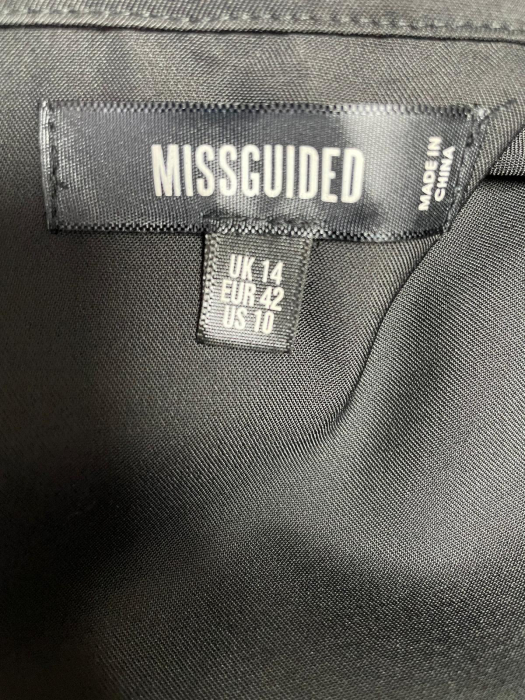 MISSGUIDED
MADE IN
CHINA
UK 14
EUR 42
US 10